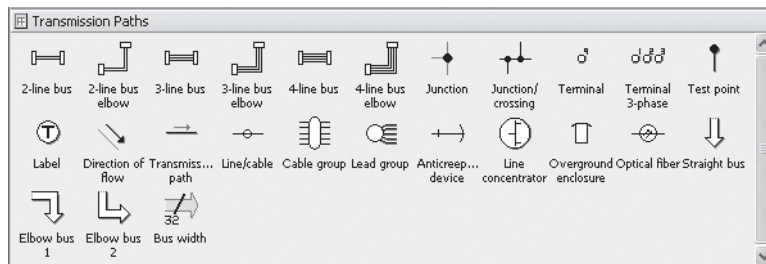 Transmission Paths
2-line bus
2-line bus elbow
3-line bus
3-line bus elbow
4-line bus
4-line bus elbow
Junction
Junction/ crossing
Terminal
Terminal 3-phase
Test point
T
Label
Direction of flow
Transmiss... path
Line/cable
Cable group
Lead group
Anticreep... device
Line concentrator
Overground enclosure
Optical fiber
Straight bus
Elbow bus 1
Elbow bus 2
32
Bus width